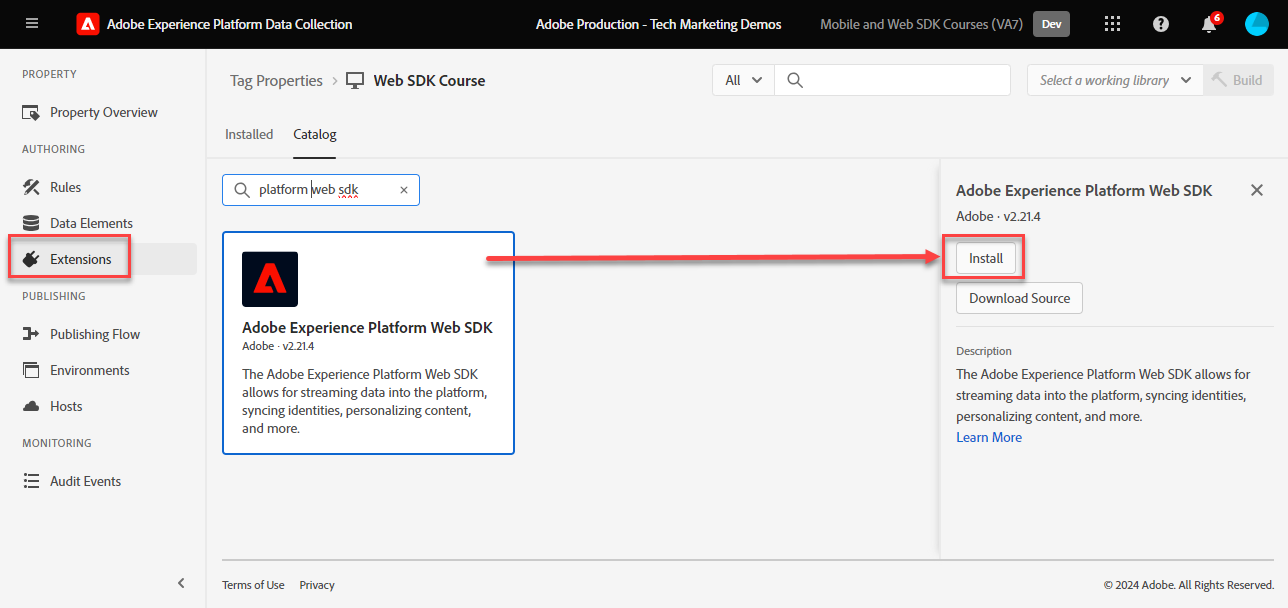 Adobe Experience Platform Data Collection
Adobe Production - Tech Marketing Demos
Mobile and Web SDK Courses (VA7)
Dev
6
PROPERTY
Property Overview
AUTHORING
Rules
Data Elements
Extensions
PUBLISHING
Publishing Flow
Environments
Hosts
MONITORING
Audit Events
Tag Properties
Web SDK Course
All
Select a working library
Build
Installed
Catalog
platform web sdk
Adobe Experience Platform Web SDK
Adobe · v2.21.4
The Adobe Experience Platform Web SDK
allows for streaming data into the platform,
syncing identities, personalizing content,
and more.
Adobe Experience Platform Web SDK
Adobe · v2.21.4
Install
Download Source
Description
The Adobe Experience Platform Web SDK allows for
streaming data into the platform, syncing identities,
personalizing content, and more.
Learn More
Terms of Use
Privacy
© 2024 Adobe. All Rights Reserved.